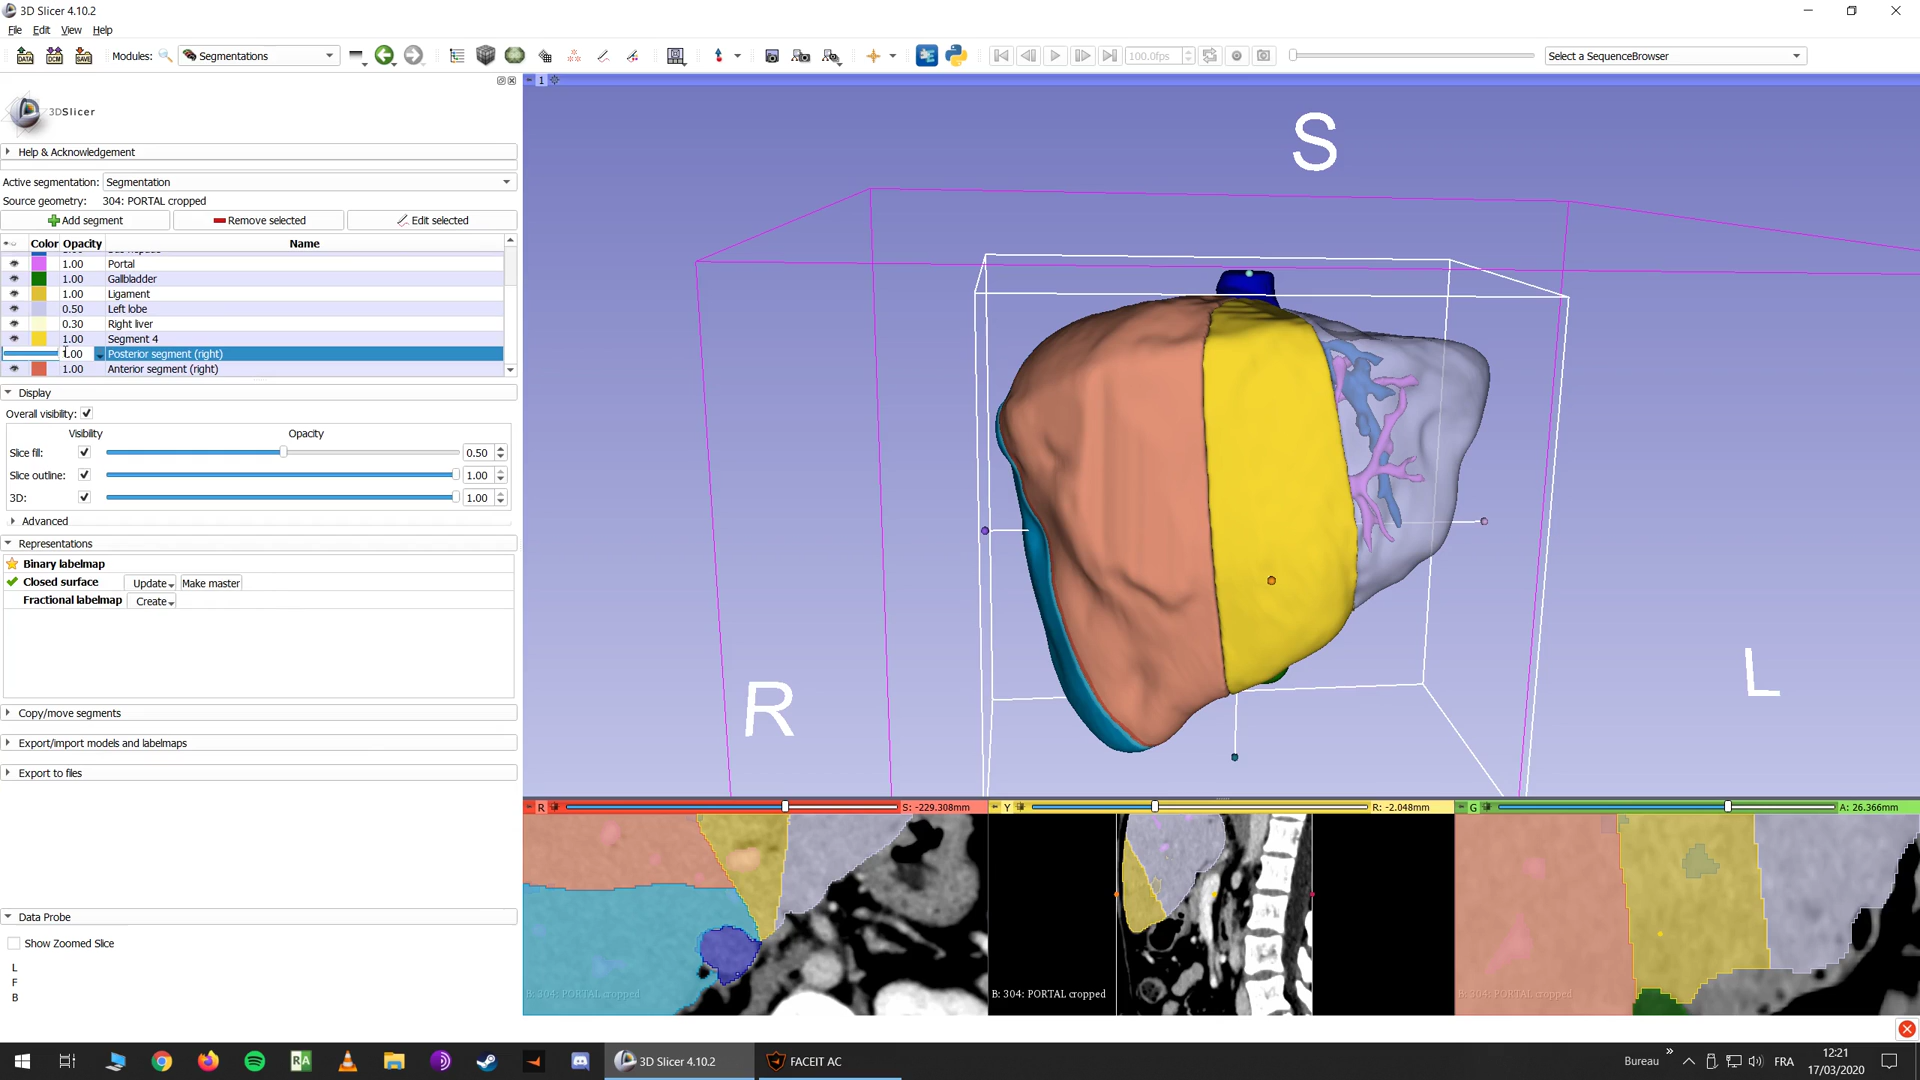 3D Slicer 4.10.2
File Edit View Help
DATA DCM SAVE Modules: Segmentations 100.0fps Select a SequenceBrowser
1
3DSlicer
Help & Acknowledgement
Active segmentation: Segmentation
Source geometry: 304: PORTAL cropped
Add segment Remove selected Edit selected
Color Opacity Name
1.00 Portal
1.00 Gallbladder
1.00 Ligament
0.50 Left lobe
0.30 Right liver
1.00 Segment 4
1.00 Posterior segment (right)
1.00 Anterior segment (right)
Display
Overall visibility:
Visibility Opacity
Slice fill: 0.50
Slice outline: 1.00
3D: 1.00
Advanced
Representations
Binary labelmap
Closed surface Update Make master
Fractional labelmap Create
Copy/move segments
Export/import models and labelmaps
Export to files
Data Probe
Show Zoomed Slice
L
F
B
S
R
L
R S: -229.308mm
Y R: -2.048mm
G A: 26.366mm
B: 304: PORTAL cropped
B: 304: PORTAL cropped
B: 304: PORTAL cropped
3D Slicer 4.10.2
FACEIT AC
Bureau
FRA
12:21
17/03/2020